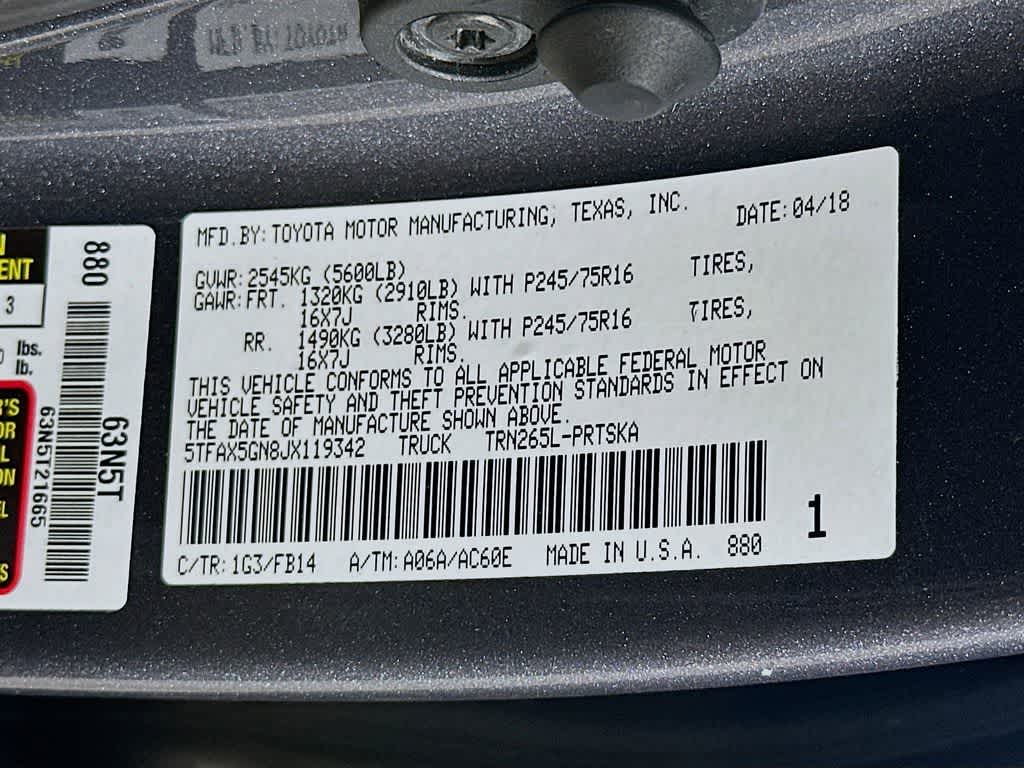 MFD.BY:TOYOTA MOTOR MANUFACTURING, TEXAS, INC. DATE:04/18
GVWR:2545KG (5600LB)
GAWR:FRT. 1320KG (2910LB) WITH P245/75R16 TIRES,
16X7J RIMS.
RR. 1490KG (3280LB) WITH P245/75R16 TIRES,
16X7J RIMS.
THIS VEHICLE CONFORMS TO ALL APPLICABLE FEDERAL MOTOR
VEHICLE SAFETY AND THEFT PREVENTION STANDARDS IN EFFECT ON
THE DATE OF MANUFACTURE SHOWN ABOVE.
5TFAX5GN8JX119342 TRUCK TRN265L-PRTSKA
1
C/TR:1G3/FB14 A/TM:A06A/AC60E MADE IN U.S.A. 880
880
63N5T
63N5T21665
3
lbs.
lb.